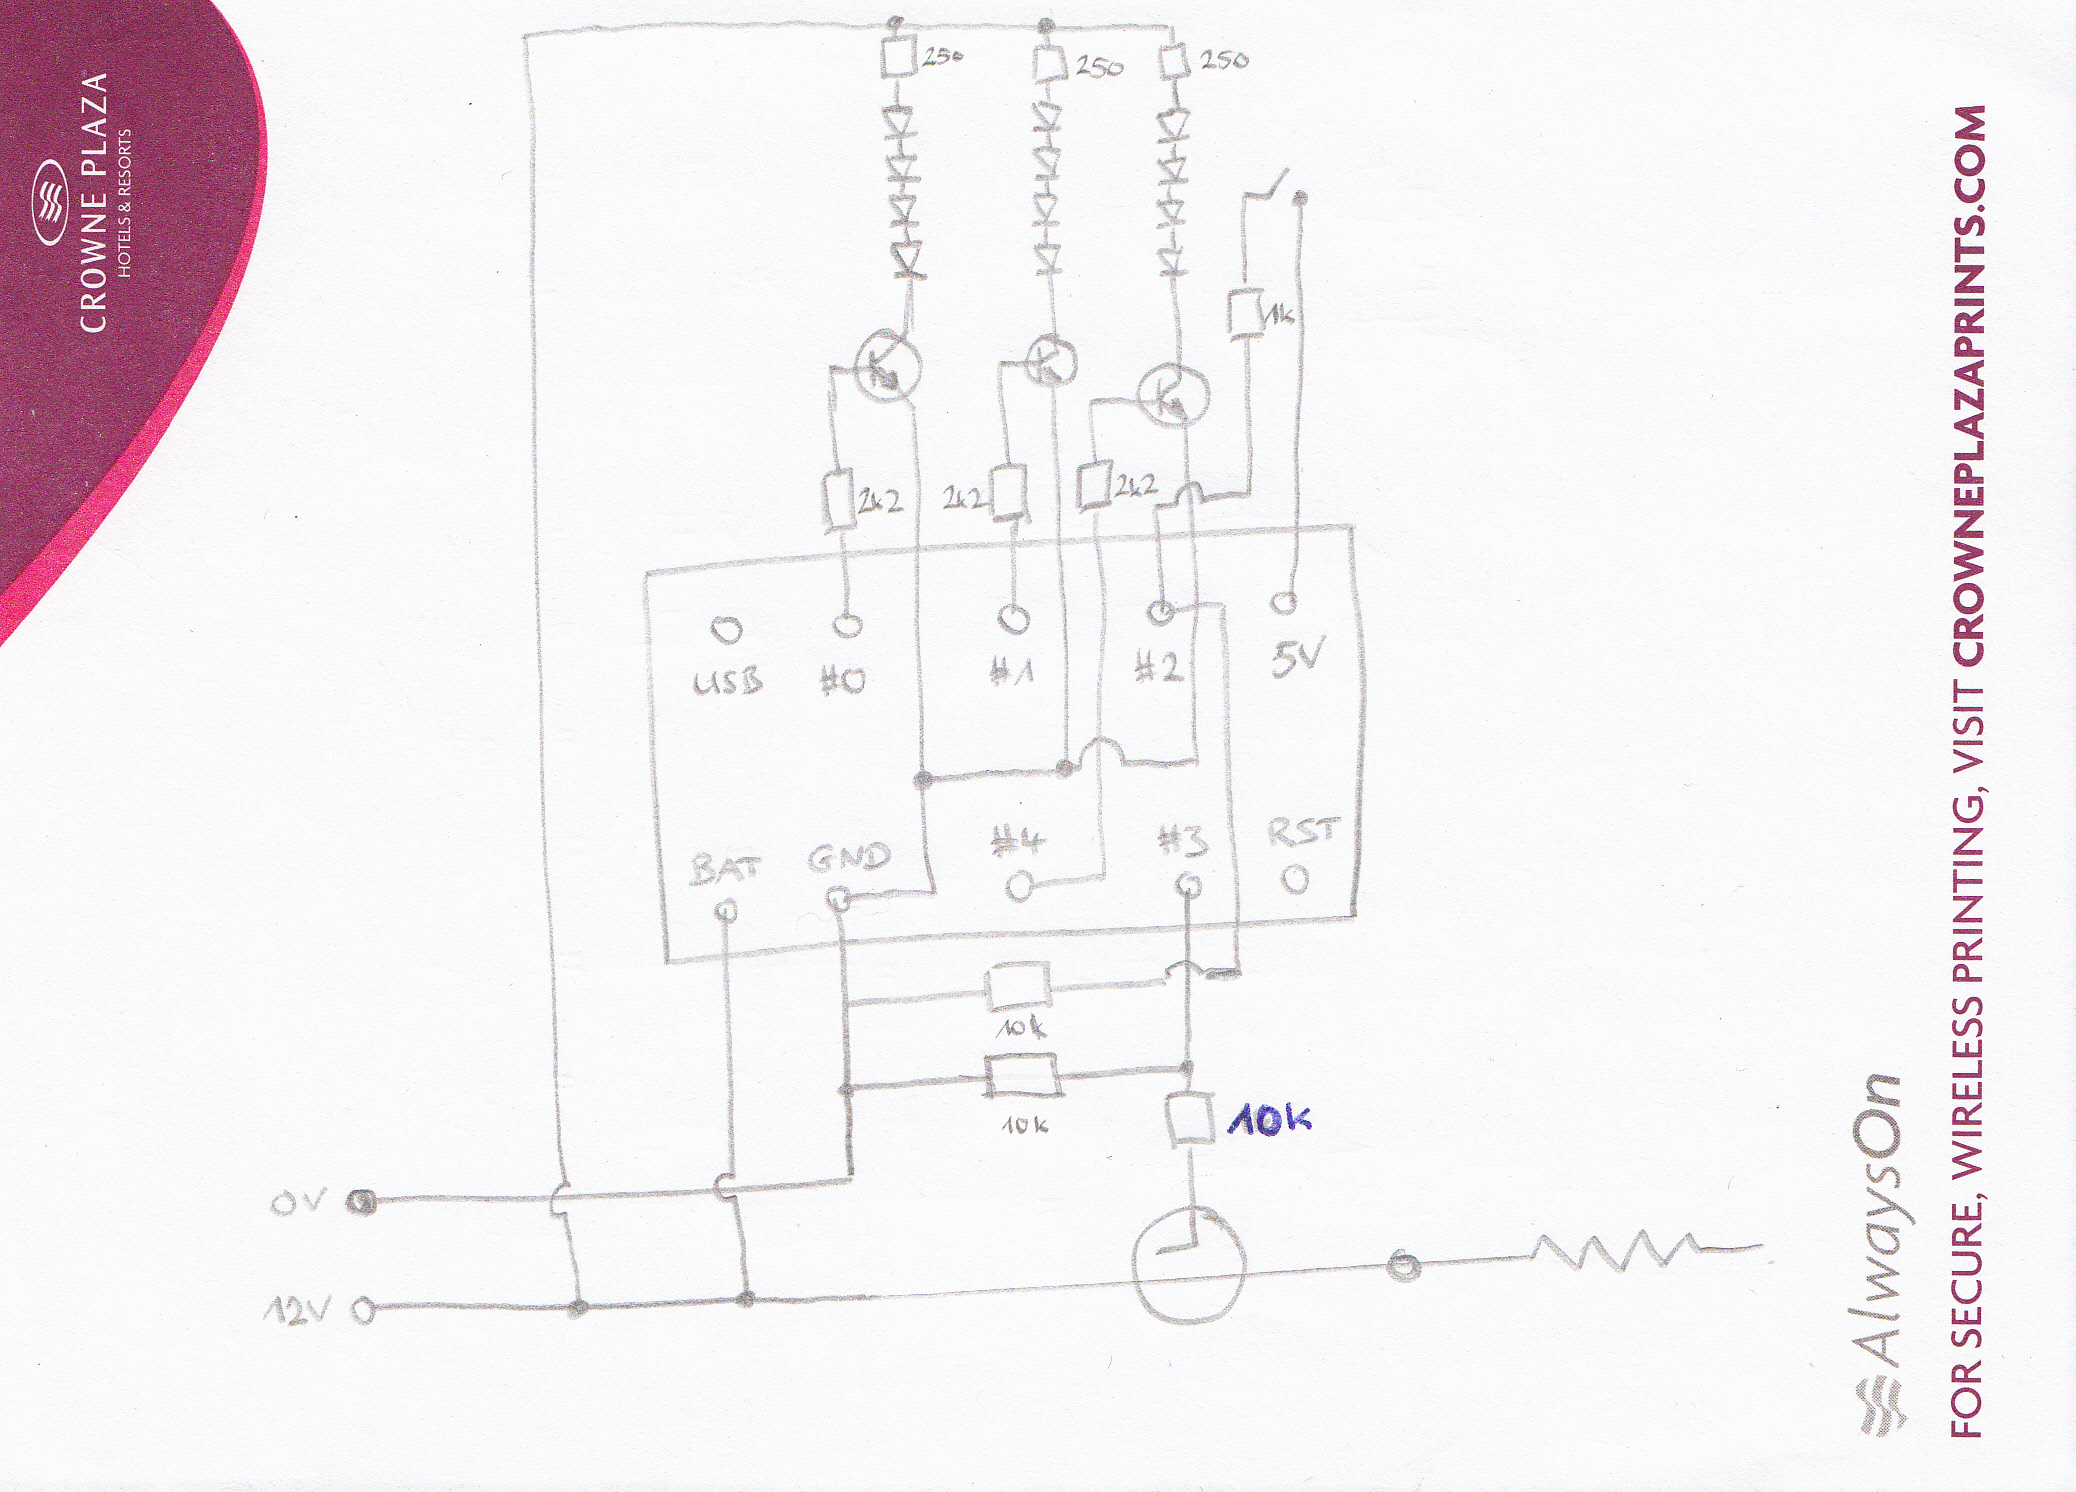 CROWNE PLAZA
HOTELS & RESORTS
250
250
250
1k
2k2
2k2
2k2
USB
#0
#1
#2
5V
BAT
GND
#4
#3
RST
10k
10k
10k
0V
12V
AlwaysOn
FOR SECURE, WIRELESS PRINTING, VISIT CROWNEPLAZAPRINTS.COM